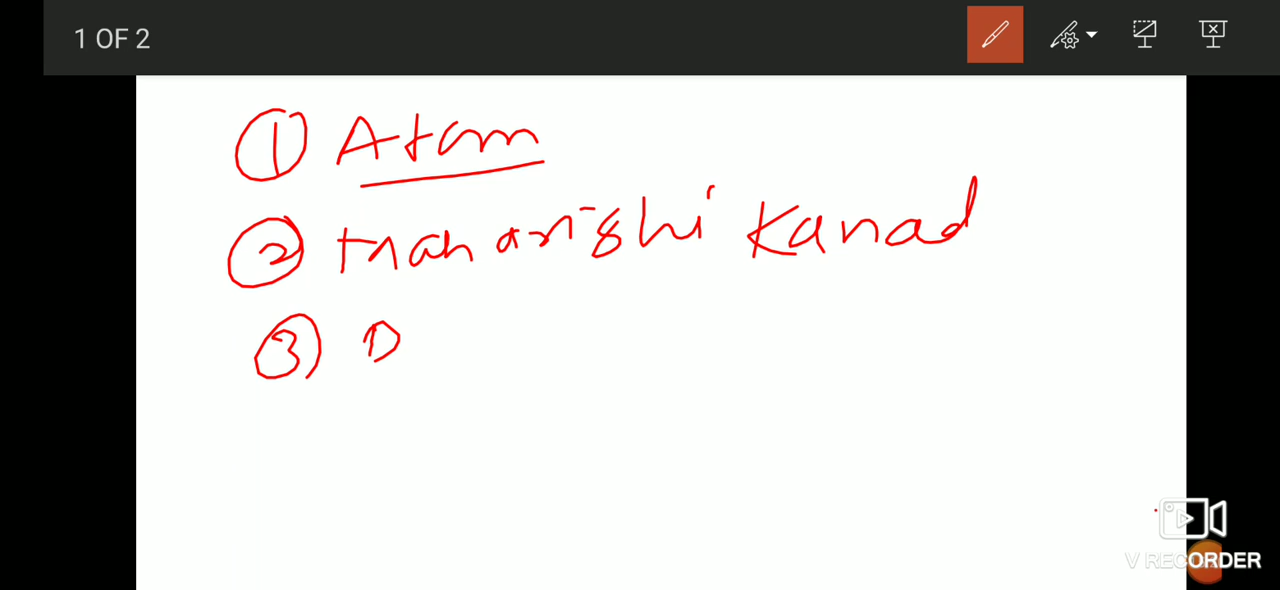 1 OF 2
① Atom
② Maharishi Kanad
③ D
V RECORDER